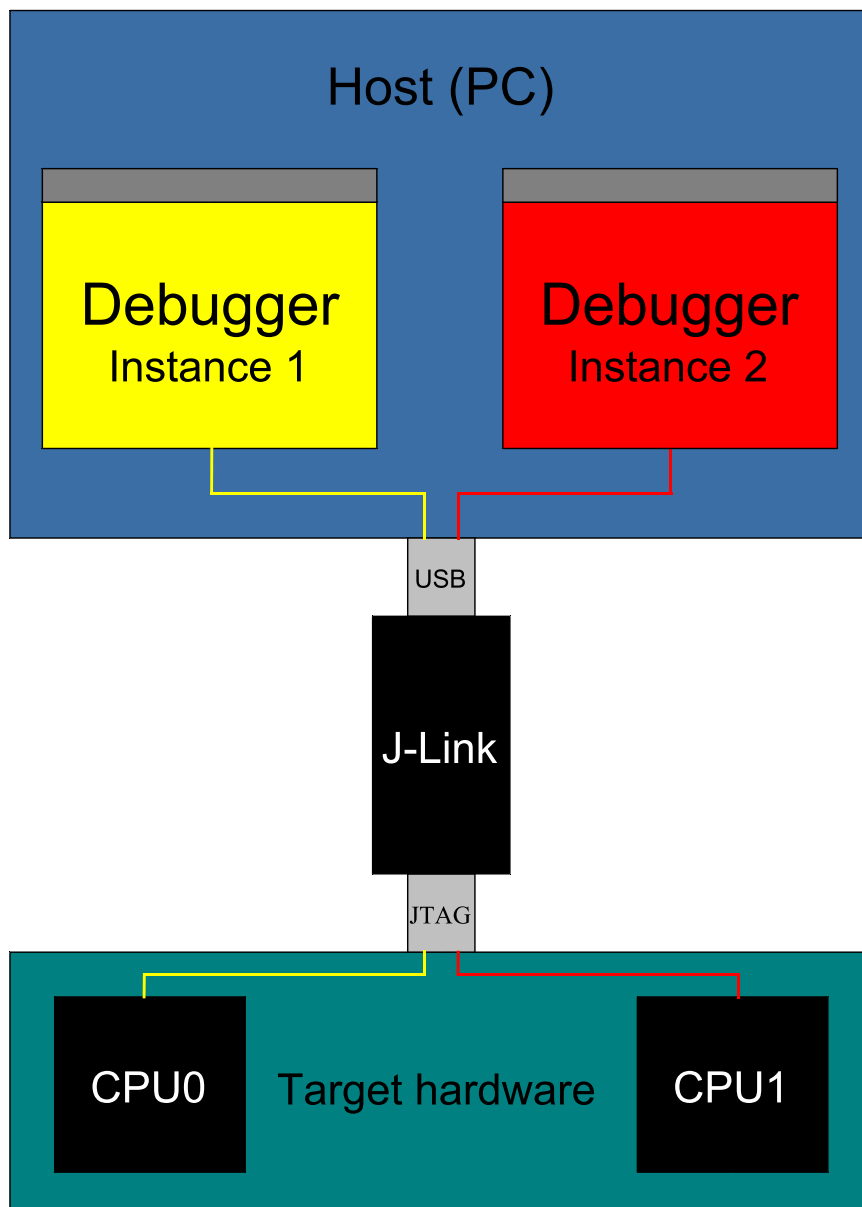 Host (PC)
Debugger
Instance 1
Debugger
Instance 2
USB
J-Link
JTAG
CPU0
Target hardware
CPU1